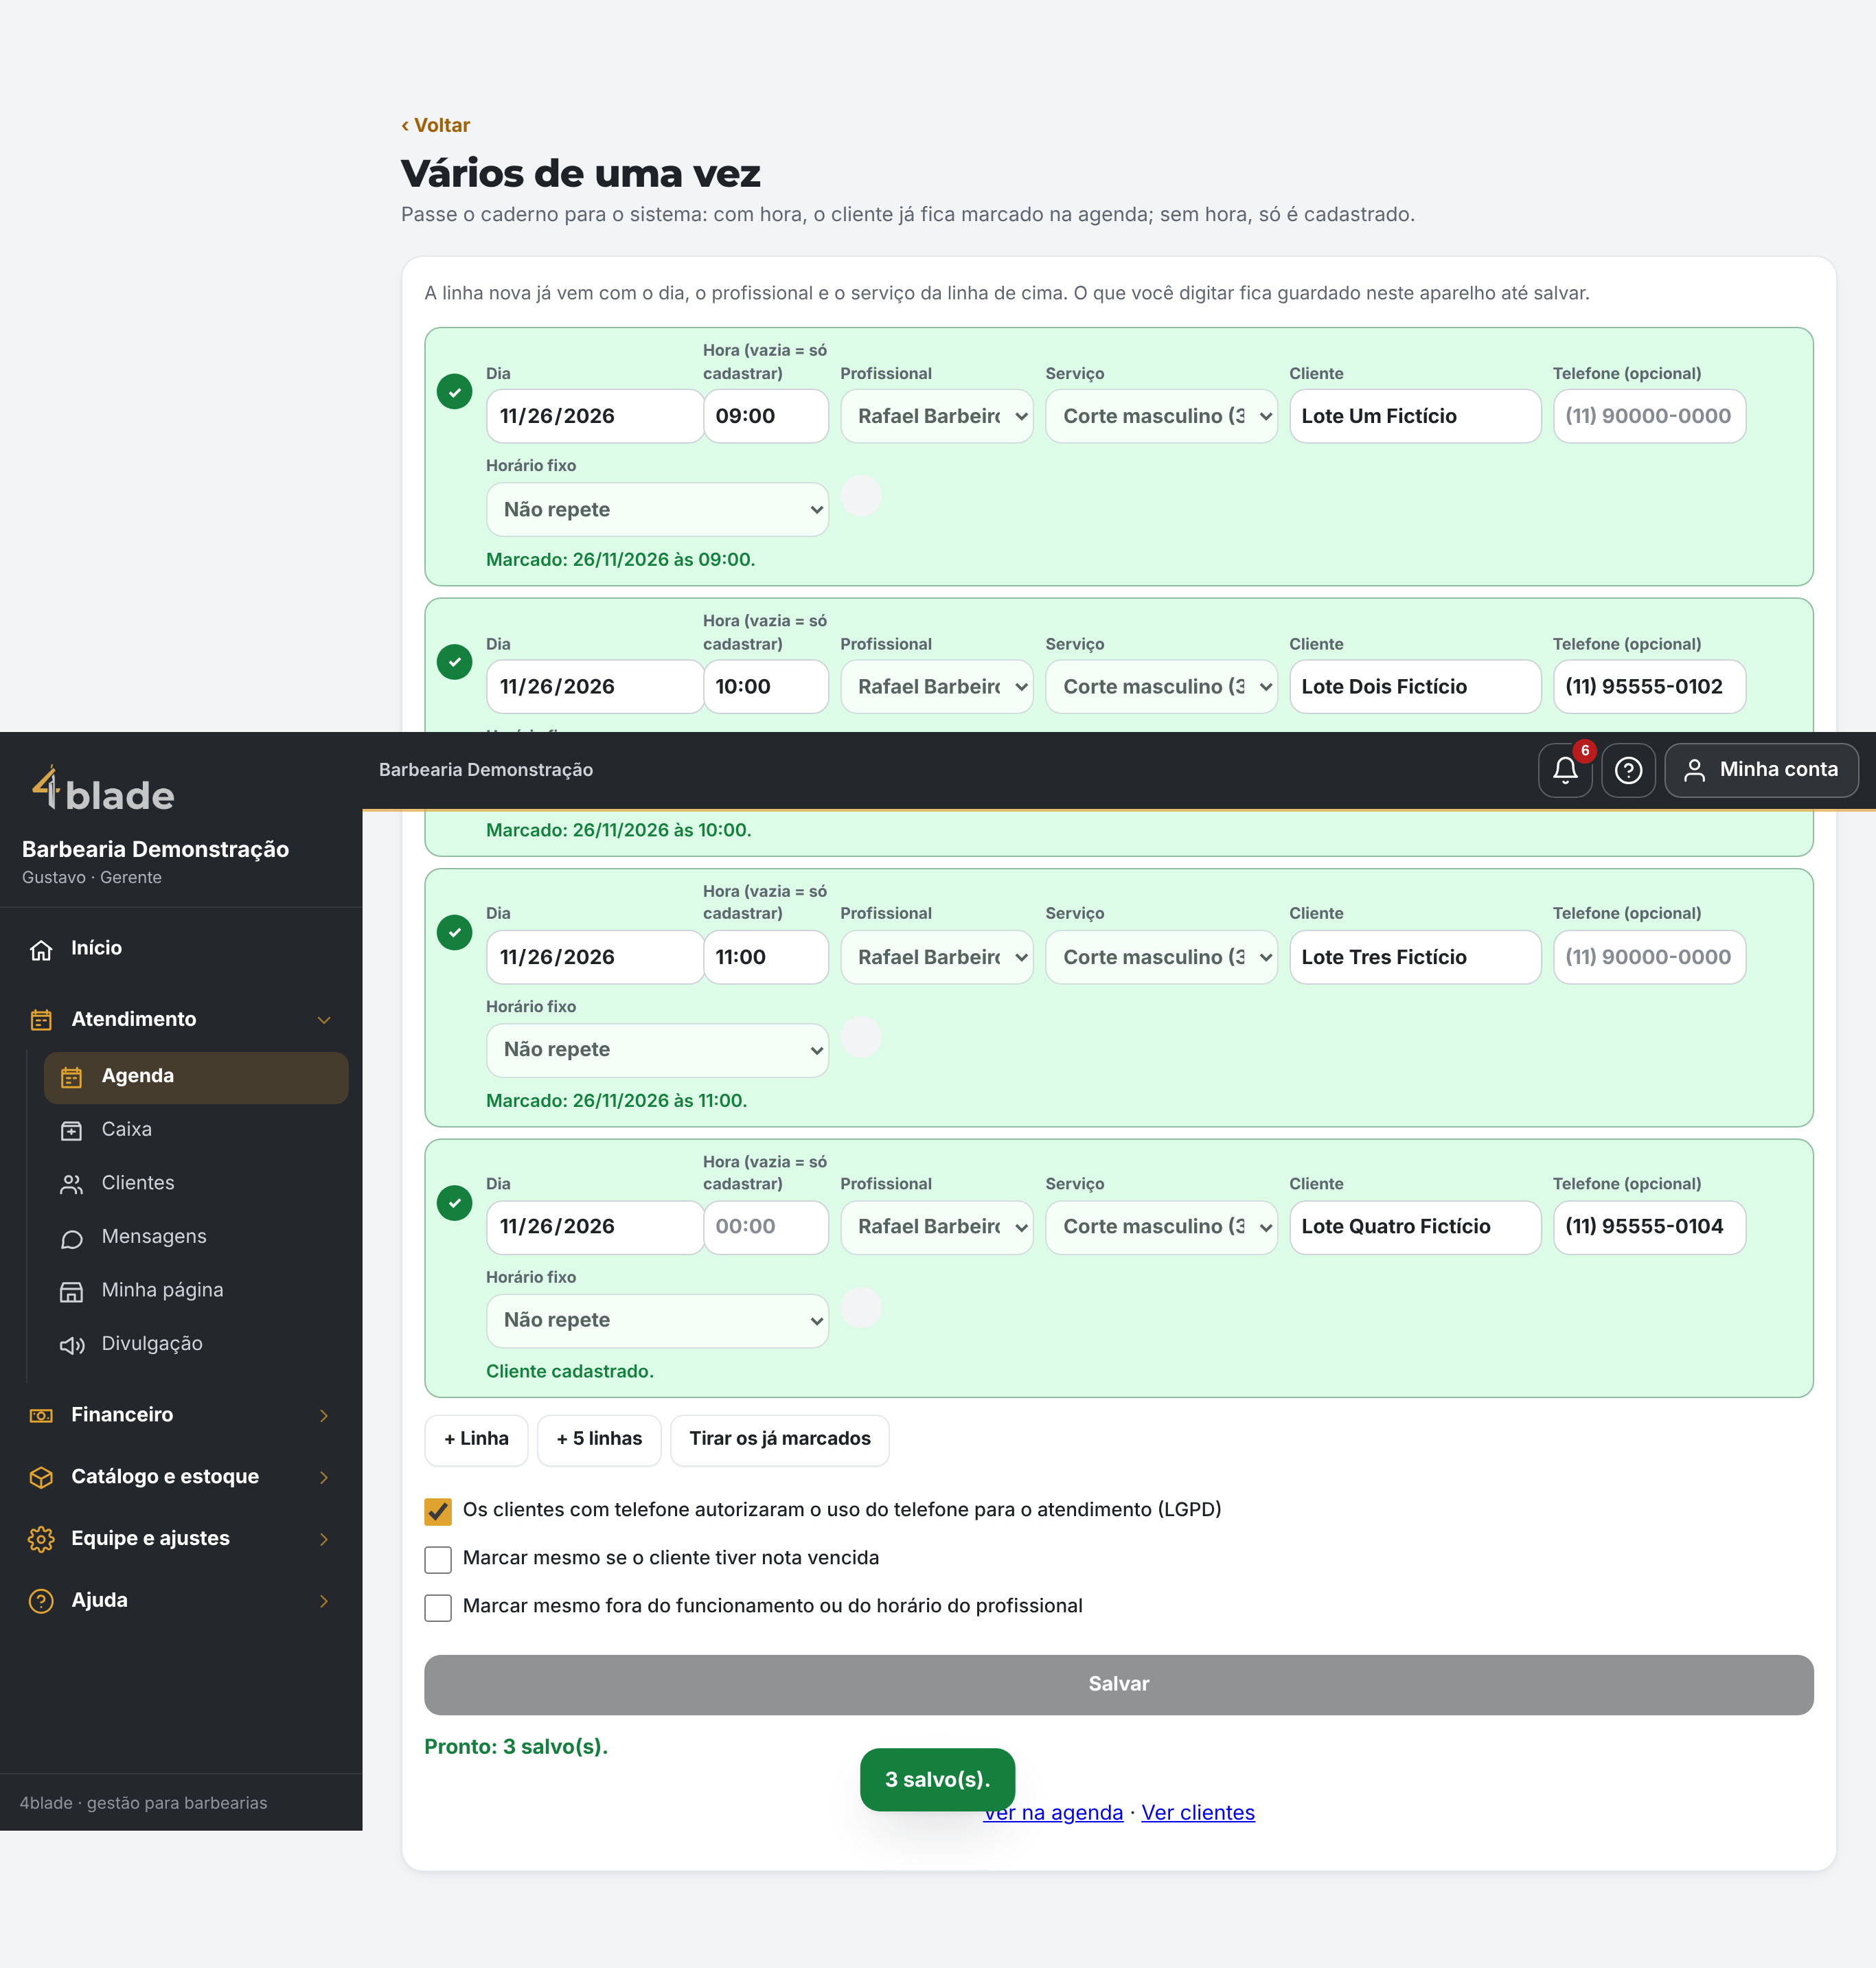 ‹ Voltar
Vários de uma vez
Passe o caderno para o sistema: com hora, o cliente já fica marcado na agenda; sem hora, só é cadastrado.
A linha nova já vem com o dia, o profissional e o serviço da linha de cima. O que você digitar fica guardado neste aparelho até salvar.
Dia
Hora (vazia = só cadastrar)
Profissional
Serviço
Cliente
Telefone (opcional)
11/26/2026
09:00
Rafael Barbeiro
Corte masculino (3
Lote Um Fictício
(11) 90000-0000
Horário fixo
Não repete
Marcado: 26/11/2026 às 09:00.
Dia
Hora (vazia = só cadastrar)
Profissional
Serviço
Cliente
Telefone (opcional)
11/26/2026
10:00
Rafael Barbeiro
Corte masculino (3
Lote Dois Fictício
(11) 95555-0102
4blade
Barbearia Demonstração
6
Minha conta
Barbearia Demonstração
Gustavo · Gerente
Início
Atendimento
Agenda
Caixa
Clientes
Mensagens
Minha página
Divulgação
Financeiro
Catálogo e estoque
Equipe e ajustes
Ajuda
4blade · gestão para barbearias
Marcado: 26/11/2026 às 10:00.
Dia
Hora (vazia = só cadastrar)
Profissional
Serviço
Cliente
Telefone (opcional)
11/26/2026
11:00
Rafael Barbeiro
Corte masculino (3
Lote Tres Fictício
(11) 90000-0000
Horário fixo
Não repete
Marcado: 26/11/2026 às 11:00.
Dia
Hora (vazia = só cadastrar)
Profissional
Serviço
Cliente
Telefone (opcional)
11/26/2026
00:00
Rafael Barbeiro
Corte masculino (3
Lote Quatro Fictício
(11) 95555-0104
Horário fixo
Não repete
Cliente cadastrado.
+ Linha
+ 5 linhas
Tirar os já marcados
Os clientes com telefone autorizaram o uso do telefone para o atendimento (LGPD)
Marcar mesmo se o cliente tiver nota vencida
Marcar mesmo fora do funcionamento ou do horário do profissional
Salvar
Pronto: 3 salvo(s).
3 salvo(s).
Ver na agenda · Ver clientes